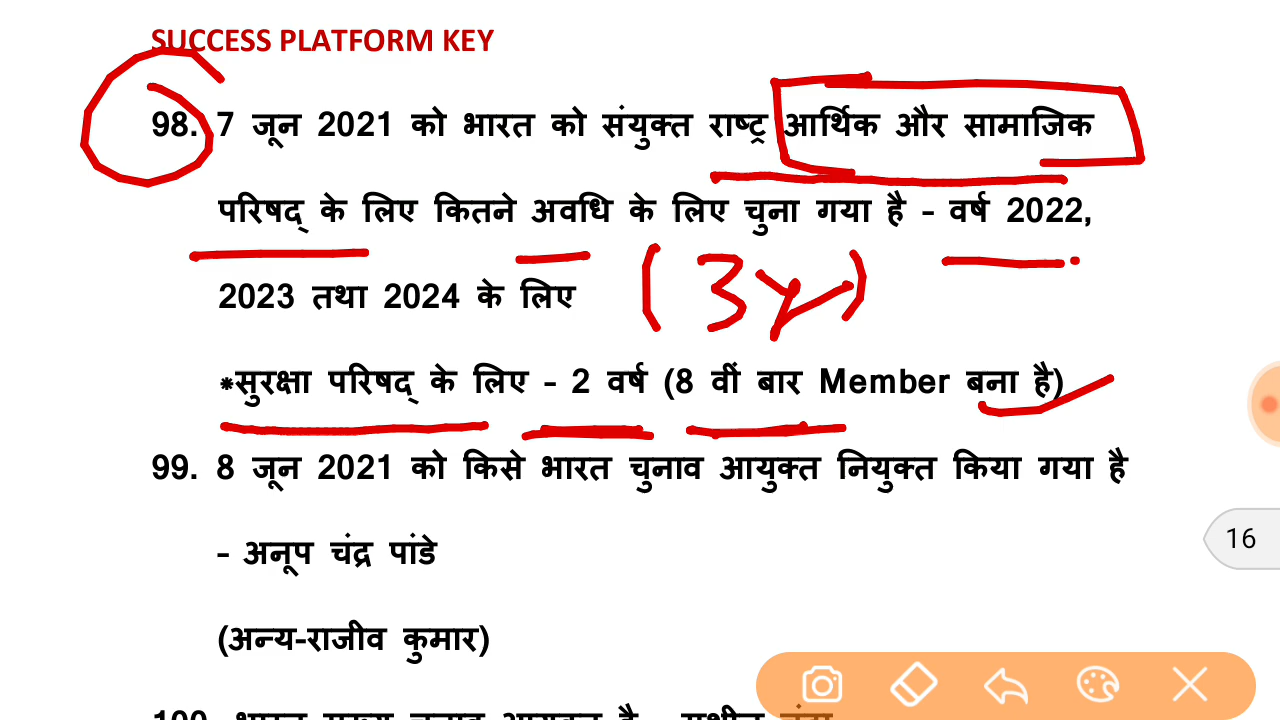 SUCCESS PLATFORM KEY
98. 7 जून 2021 को भारत को संयुक्त राष्ट्र आर्थिक और सामाजिक
परिषद् के लिए कितने अवधि के लिए चुना गया है - वर्ष 2022,
2023 तथा 2024 के लिए (3y)
*सुरक्षा परिषद् के लिए - 2 वर्ष (8 वीं बार Member बना है)
99. 8 जून 2021 को किसे भारत चुनाव आयुक्त नियुक्त किया गया है
- अनूप चंद्र पांडे
(अन्य-राजीव कुमार)
16